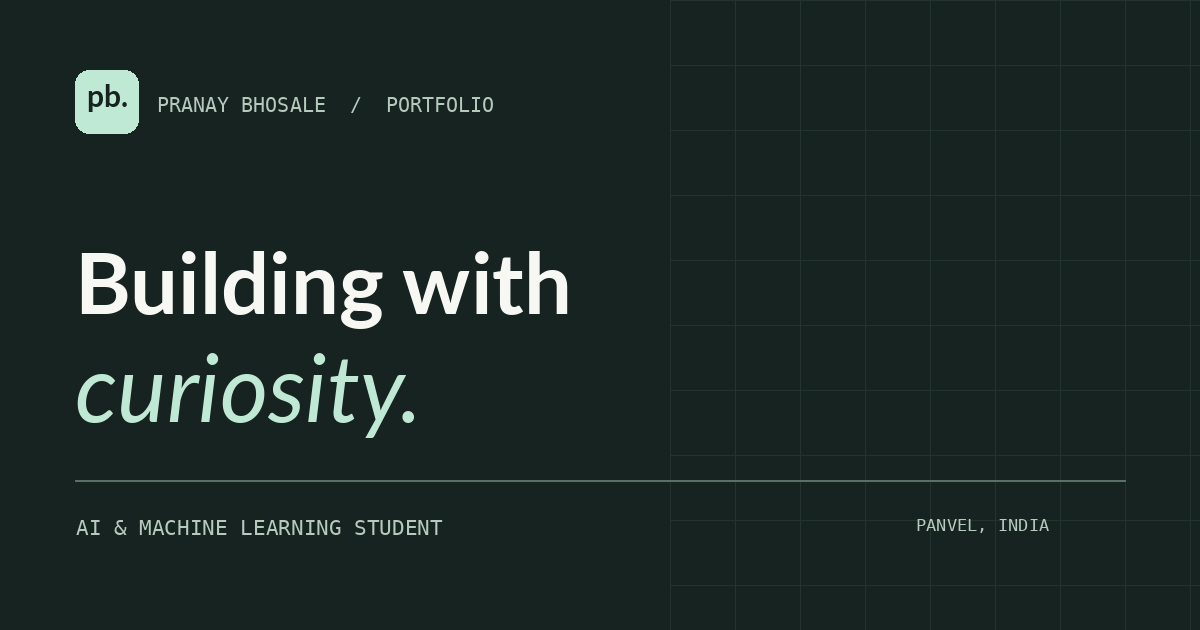 pb.
PRANAY BHOSALE / PORTFOLIO
Building with
curiosity.
AI & MACHINE LEARNING STUDENT
PANVEL, INDIA